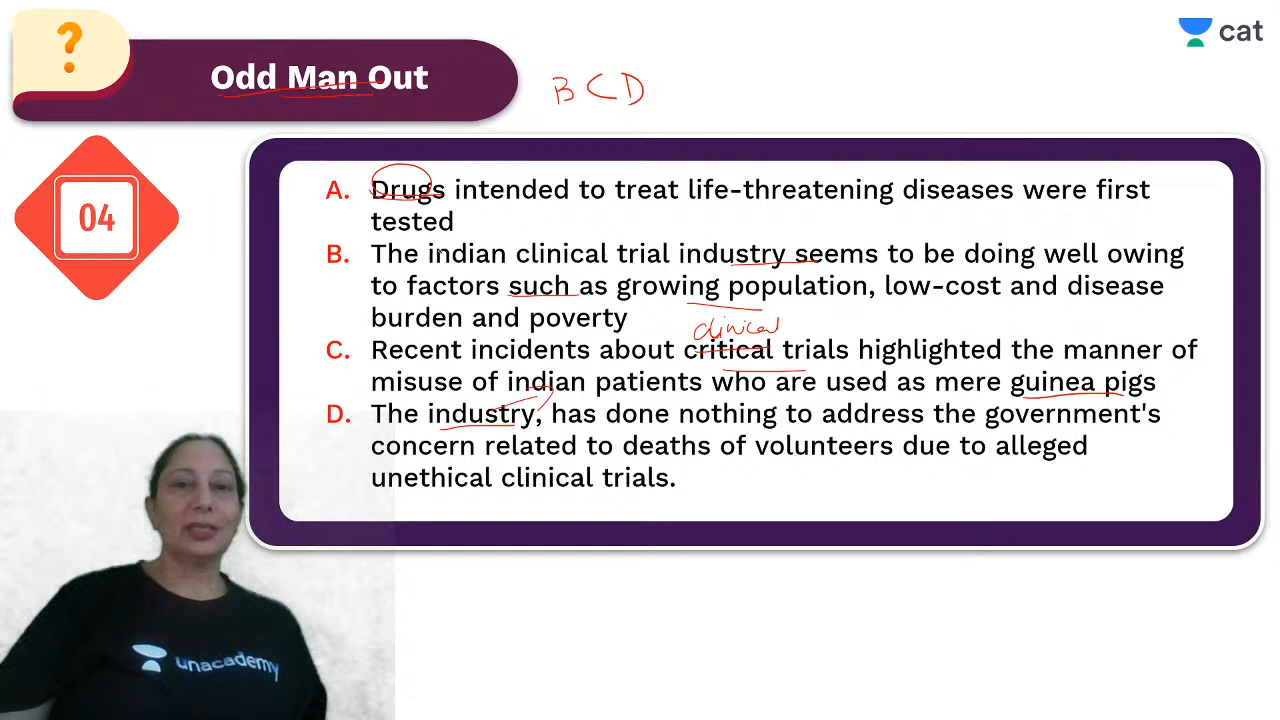 ?
cat
Odd Man Out
B C D
04
A. Drugs intended to treat life-threatening diseases were first
tested
B. The indian clinical trial industry seems to be doing well owing
to factors such as growing population, low-cost and disease
burden and poverty
clinical
C. Recent incidents about critical trials highlighted the manner of
misuse of indian patients who are used as mere guinea pigs
D. The industry, has done nothing to address the government's
concern related to deaths of volunteers due to alleged
unethical clinical trials.
unacademy